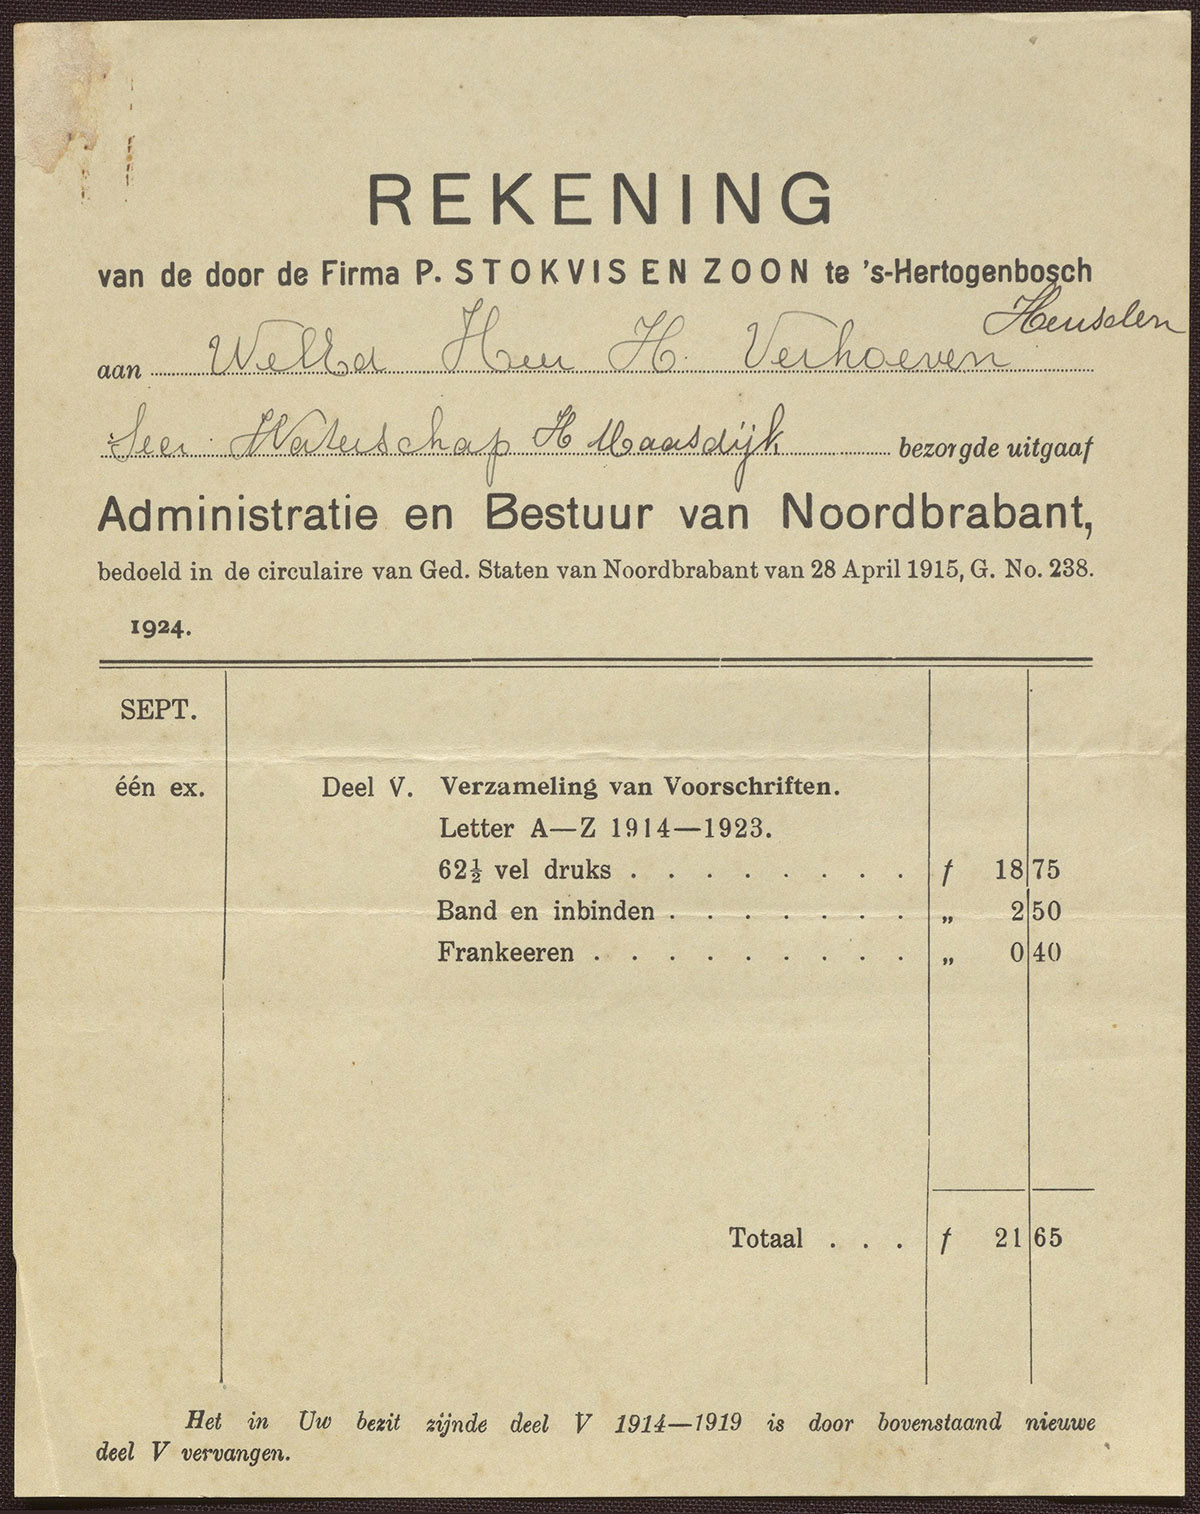 REKENING
van de door de Firma P. STOKVIS EN ZOON te 's-Hertogenbosch
Heusden
aan WelEd Heer H. Verhoeven
Secr. Waterschap H Maasdijk bezorgde uitgaaf
Administratie en Bestuur van Noordbrabant,
bedoeld in de circulaire van Ged. Staten van Noordbrabant van 28 April 1915, G. No. 238.
1924.
SEPT.
één ex. Deel V. Verzameling van Voorschriften.
Letter A—Z 1914—1923.
62½ vel druks . . . . . . . . f 18 75
Band en inbinden . . . . . . . „ 2 50
Frankeeren . . . . . . . . . „ 0 40
Totaal . . . f 21 65
Het in Uw bezit zijnde deel V 1914—1919 is door bovenstaand nieuwe
deel V vervangen.